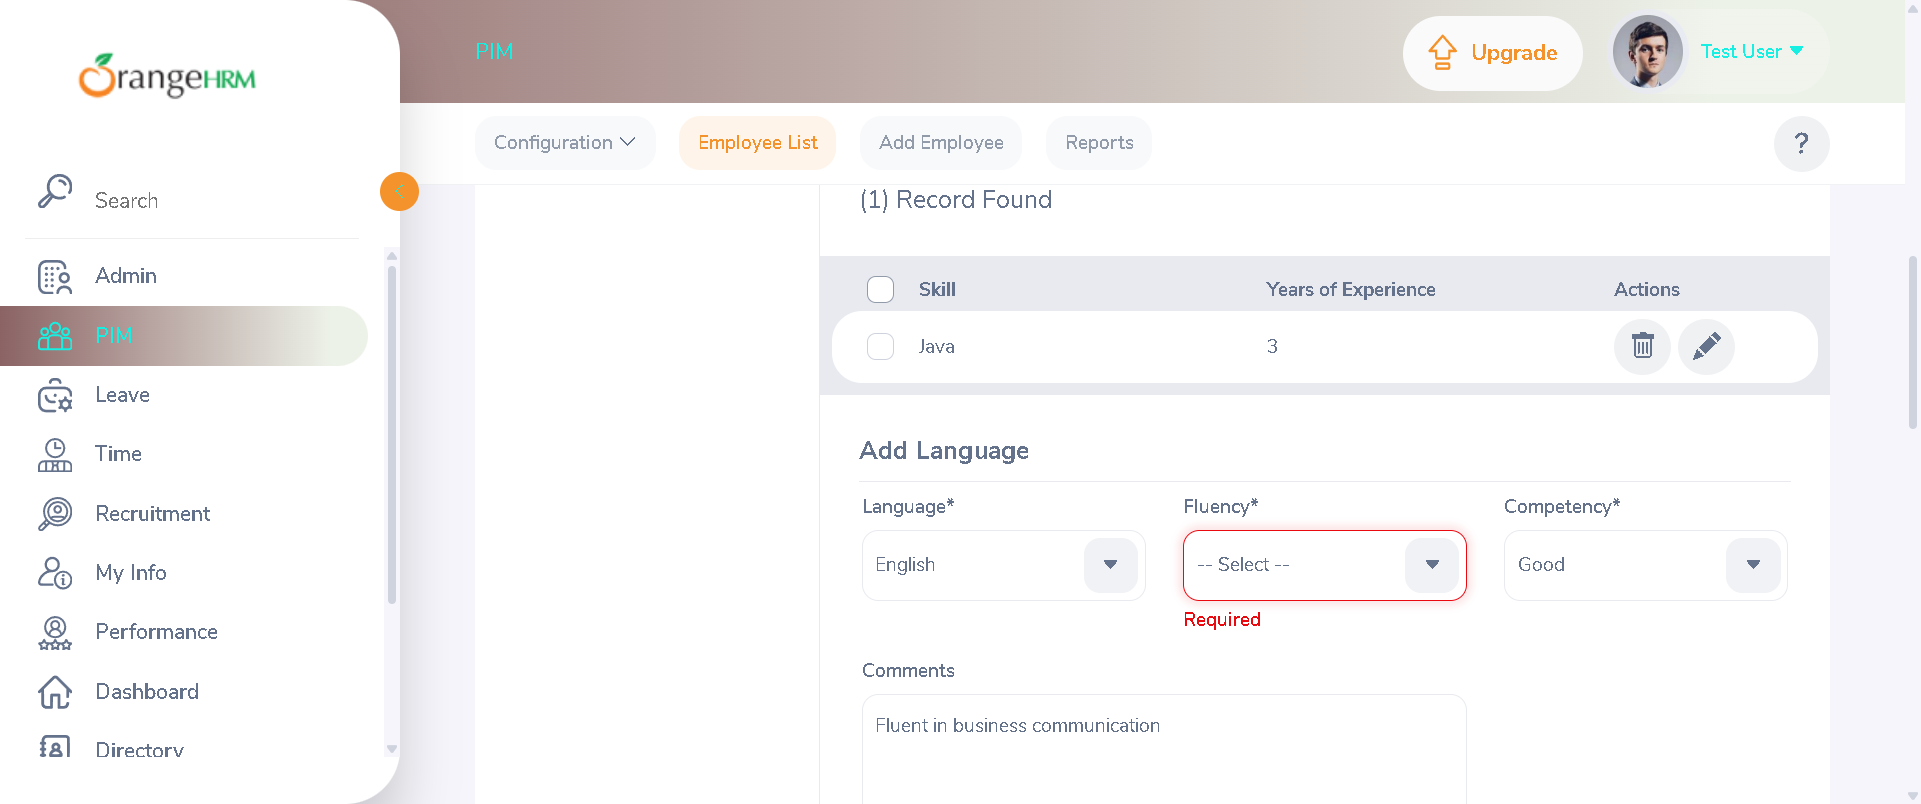 OrangeHRM
PIM
Upgrade
Test User
Configuration
Employee List
Add Employee
Reports
?
Search
Admin
PIM
Leave
Time
Recruitment
My Info
Performance
Dashboard
Directory
(1) Record Found
Skill Years of Experience Actions
Java 3
Add Language
Language* Fluency* Competency*
English -- Select -- Good
Required
Comments
Fluent in business communication